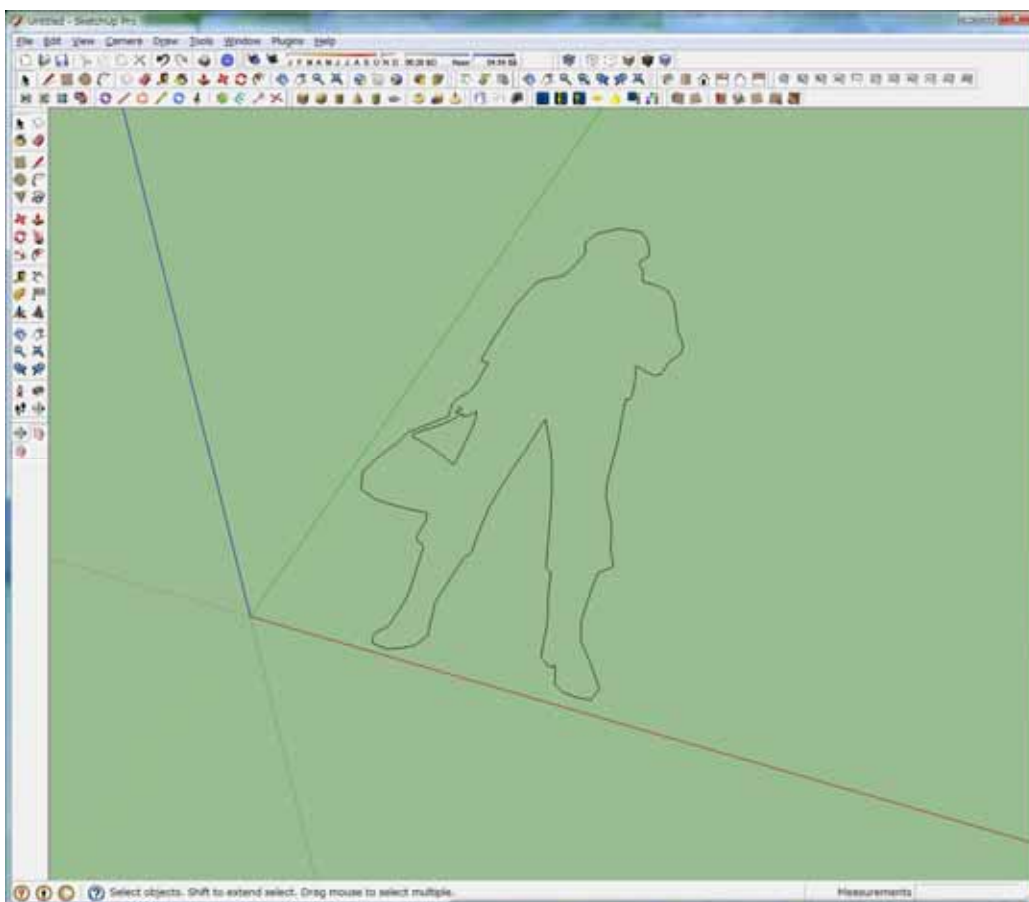 Untitled - SketchUp Pro
File Edit View Camera Draw Tools Window Plugins Help
J F M A M J J A S O N D Noon
Select objects. Shift to extend select. Drag mouse to select multiple.
Measurements